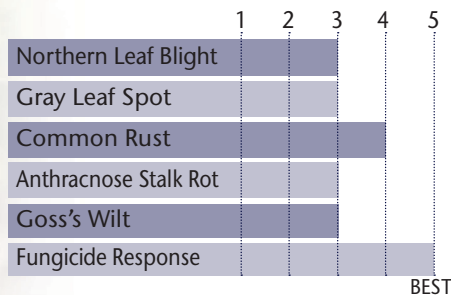 1 2 3 4 5
Northern Leaf Blight
Gray Leaf Spot
Common Rust
Anthracnose Stalk Rot
Goss's Wilt
Fungicide Response
BEST